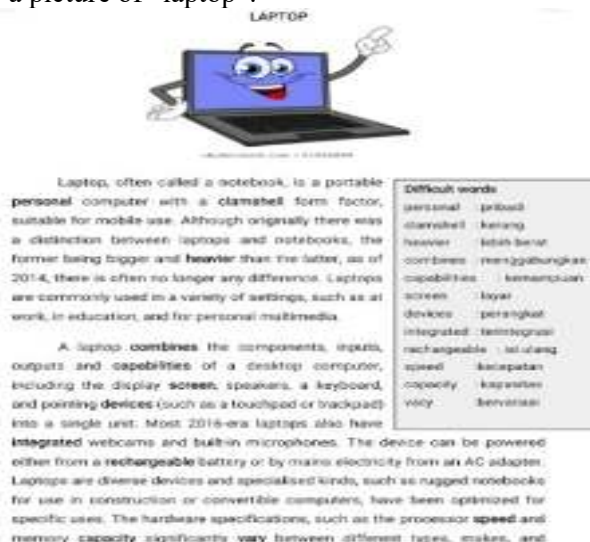 a picture of "laptop".
LAPTOP
Laptop, often called a notebook, is a portable
personal computer with a clamshell form factor,
suitable for mobile use. Although originally there was
a distinction between laptops and notebooks, the
former being bigger and heavier than the latter, as of
2014, there is often no longer any difference. Laptops
are commonly used in a variety of settings, such as at
work, in education, and for personal multimedia.
A laptop combines the components, inputs,
outputs and capabilities of a desktop computer,
including the display screen, speakers, a keyboard,
and pointing devices (such as a touchpad or trackpad)
into a single unit. Most 2016-era laptops also have
integrated webcams and built-in microphones. The device can be powered
either from a rechargeable battery or by mains electricity from an AC adapter.
Laptops are diverse devices and specialised kinds, such as rugged notebooks
for use in construction or convertible computers, have been optimized for
specific uses. The hardware specifications, such as the processor speed and
memory capacity significantly vary between different types, makes, and
Difficult words
personal : pribadi
clamshell : kerang
heavier : lebih berat
combines : menggabungkan
capabilities : kemampuan
screen : layar
devices : perangkat
integrated : terintegrasi
rechargeable : isi ulang
speed : kecepatan
capacity : kapasitas
vary : bervariasi